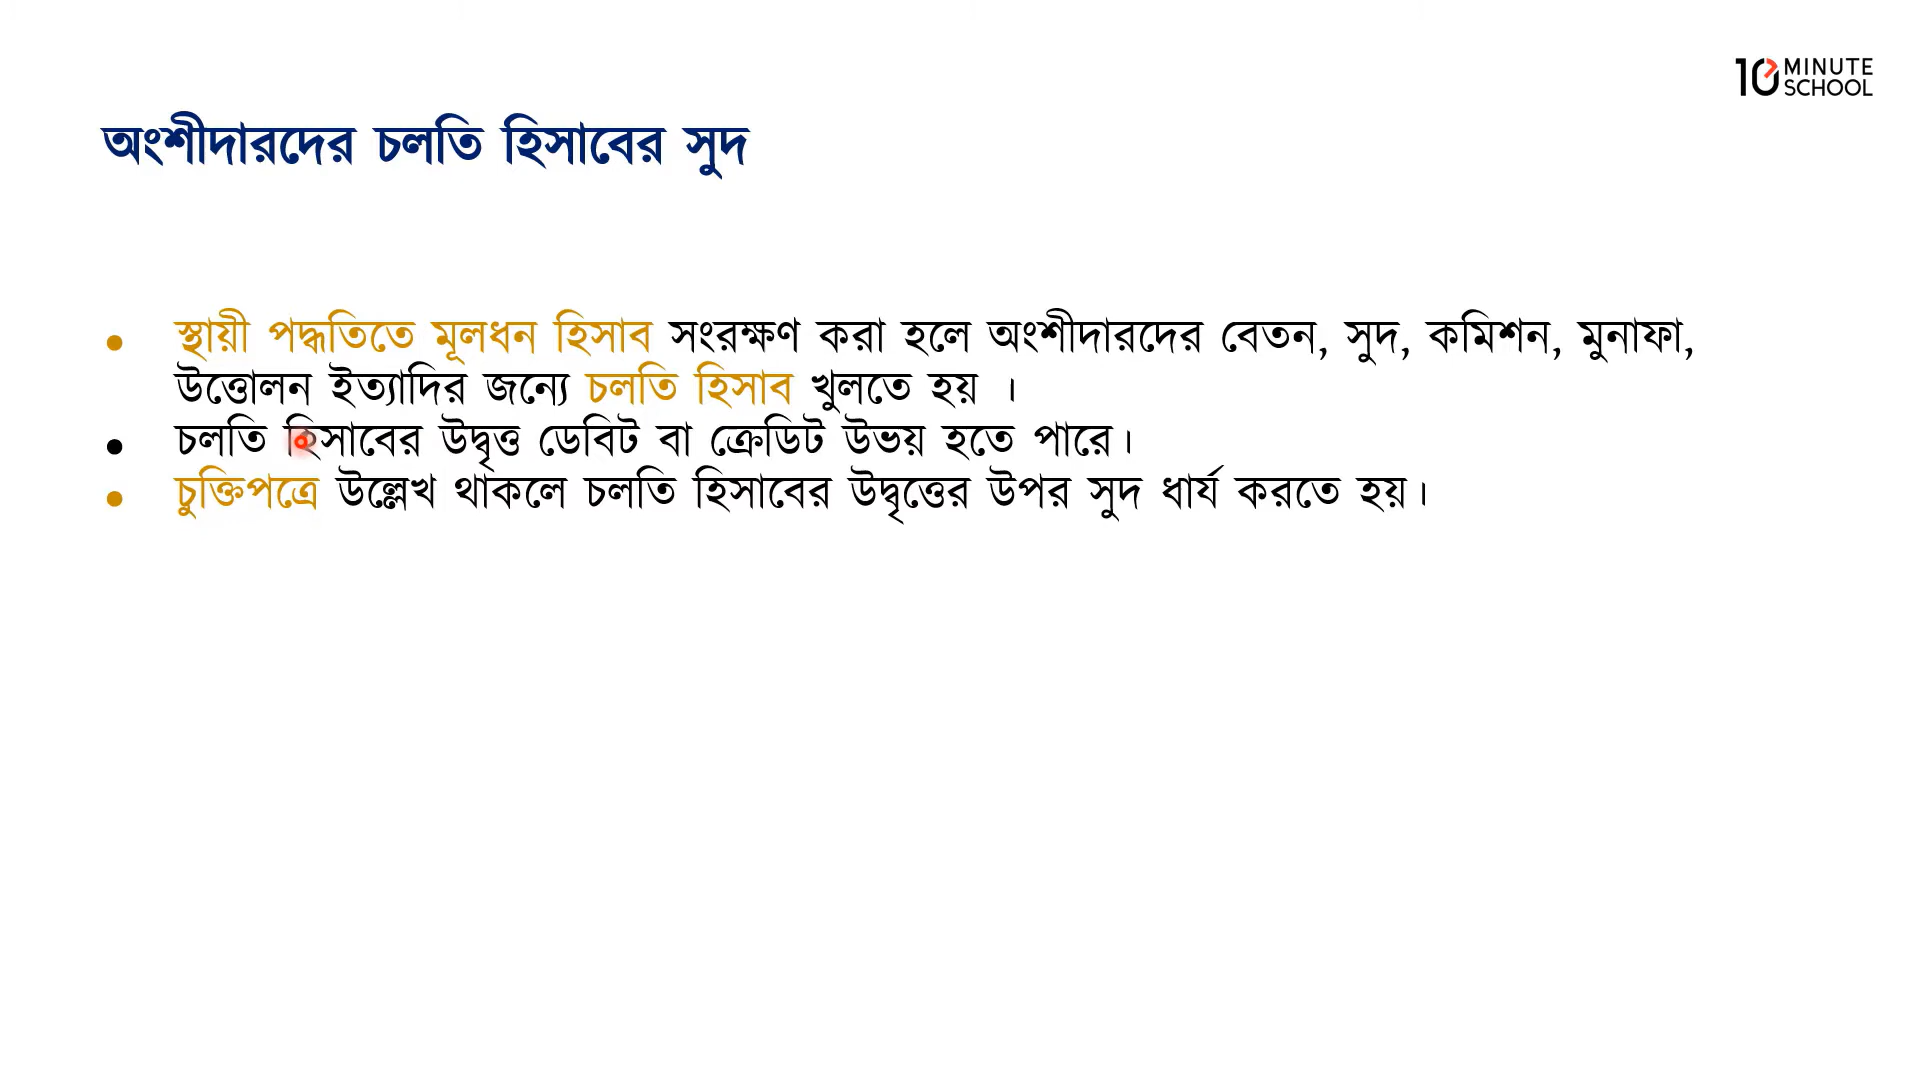 10 MINUTE
SCHOOL
অংশীদারদের চলতি হিসাবের সুদ
• স্থায়ী পদ্ধতিতে মূলধন হিসাব সংরক্ষণ করা হলে অংশীদারদের বেতন, সুদ, কমিশন, মুনাফা,
উত্তোলন ইত্যাদির জন্যে চলতি হিসাব খুলতে হয় ।
• চলতি হিসাবের উদ্বৃত্ত ডেবিট বা ক্রেডিট উভয় হতে পারে।
• চুক্তিপত্রে উল্লেখ থাকলে চলতি হিসাবের উদ্বৃত্তের উপর সুদ ধার্য করতে হয়।